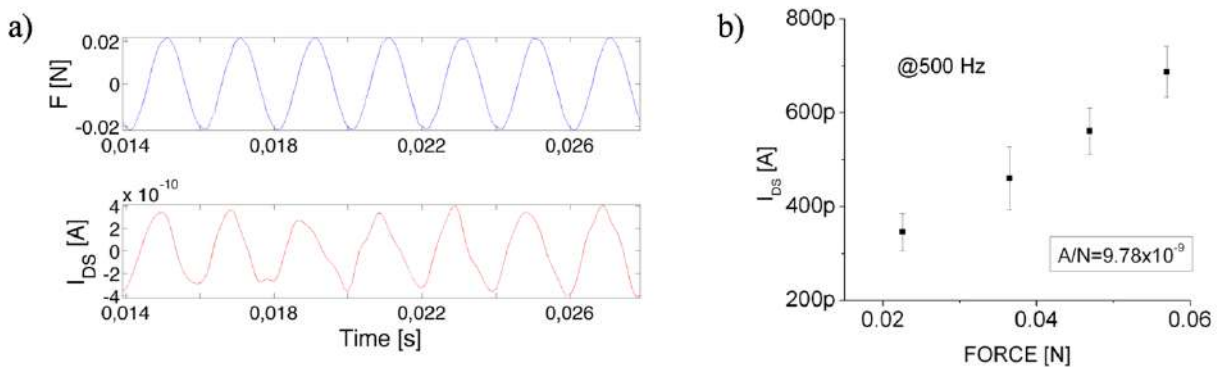 a)
F [N]
0.02
0
-0.02
0,014
0,018
0,022
0,026
x 10⁻¹⁰
I_DS [A]
4
2
0
-2
-4
0,014
0,018
0,022
0,026
Time [s]
b)
@500 Hz
I_DS [A]
800p
600p
400p
200p
A/N=9.78x10⁻⁹
0.02
0.04
0.06
FORCE [N]